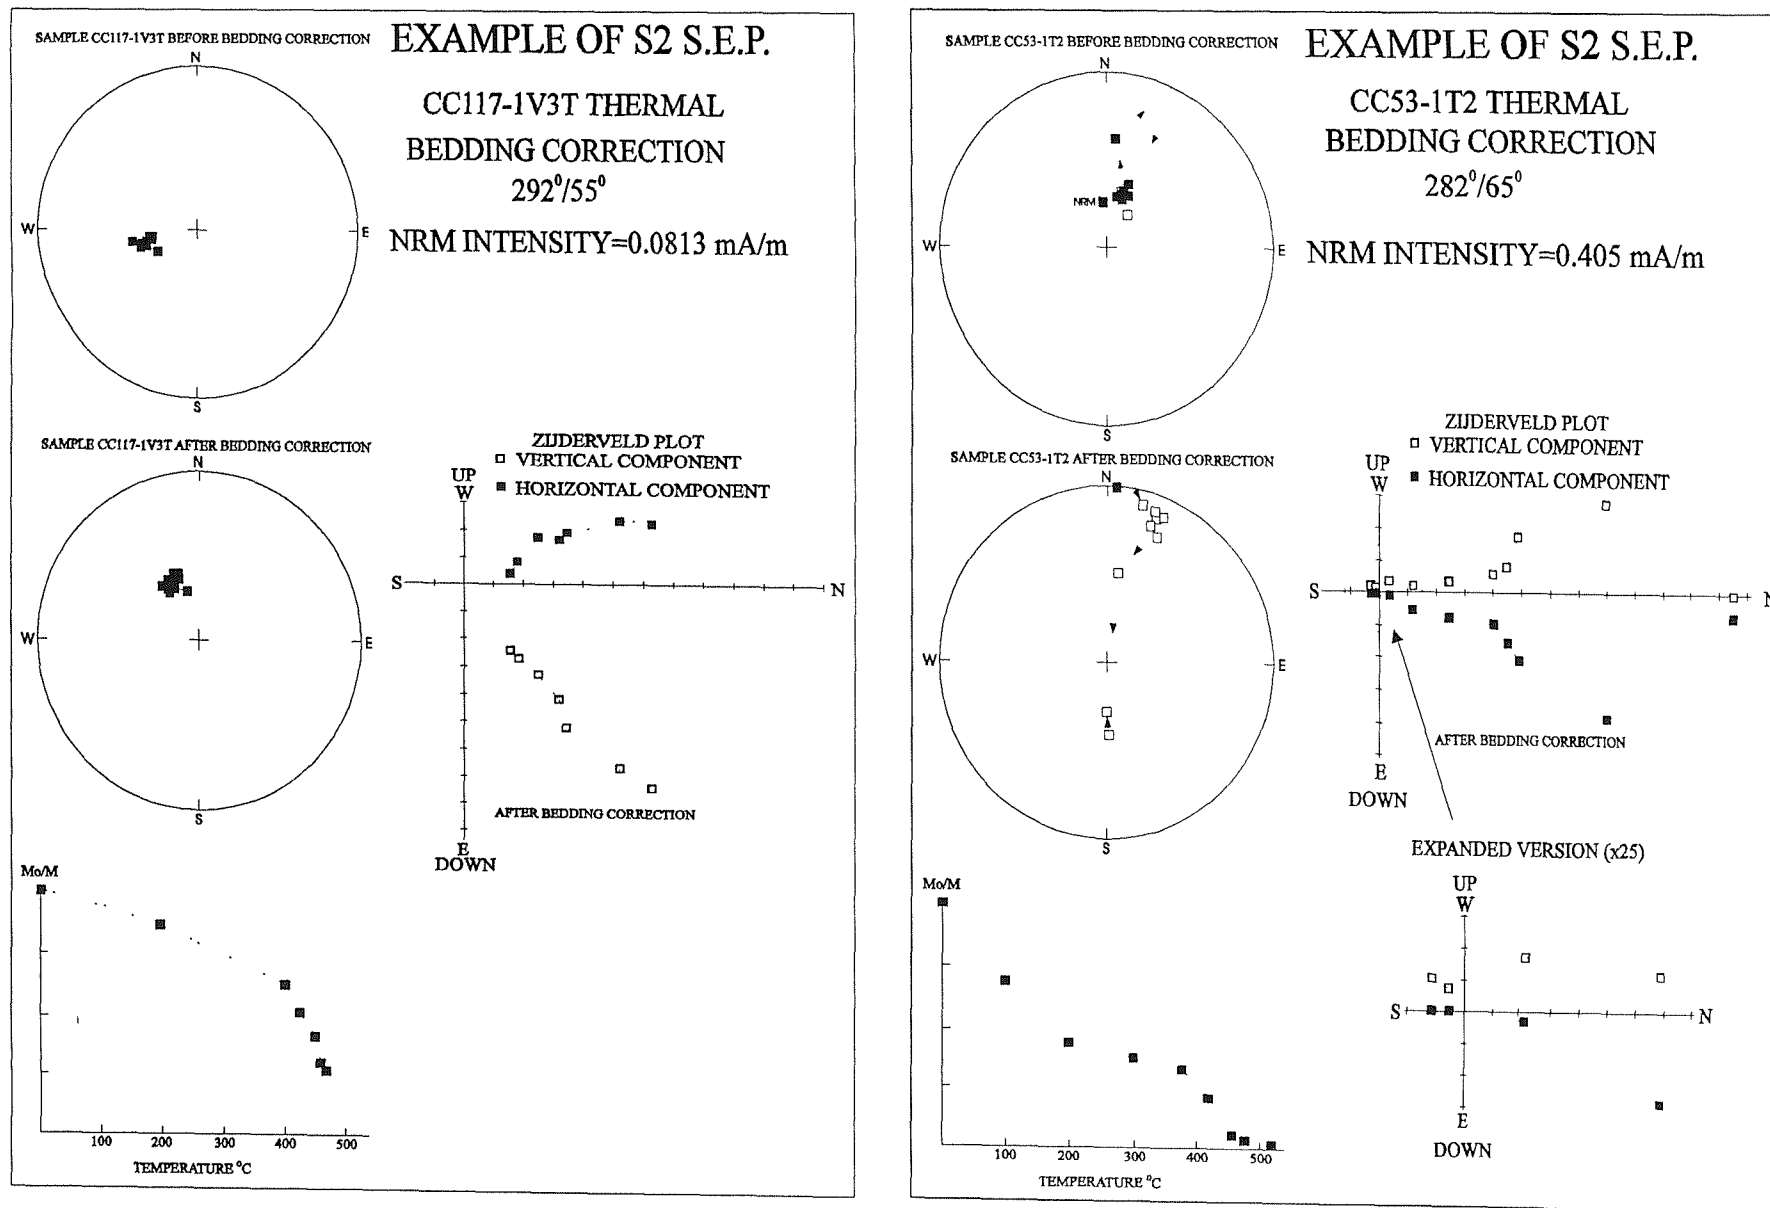 SAMPLE CC117-1V3T BEFORE BEDDING CORRECTION
EXAMPLE OF S2 S.E.P.
N
CC117-1V3T THERMAL
BEDDING CORRECTION
292⁰/55⁰
W
E
NRM INTENSITY=0.0813 mA/m
S
SAMPLE CC117-1V3T AFTER BEDDING CORRECTION
N
W
E
S
ZIJDERVELD PLOT
□ VERTICAL COMPONENT
■ HORIZONTAL COMPONENT
UP
W
S
N
AFTER BEDDING CORRECTION
E
DOWN
Mo/M
100 200 300 400 500
TEMPERATURE ⁰C
SAMPLE CC53-1T2 BEFORE BEDDING CORRECTION
EXAMPLE OF S2 S.E.P.
N
CC53-1T2 THERMAL
BEDDING CORRECTION
282⁰/65⁰
NRM
W
E
NRM INTENSITY=0.405 mA/m
S
SAMPLE CC53-1T2 AFTER BEDDING CORRECTION
N
W
E
S
ZIJDERVELD PLOT
□ VERTICAL COMPONENT
■ HORIZONTAL COMPONENT
UP
W
S
N
AFTER BEDDING CORRECTION
E
DOWN
EXPANDED VERSION (x25)
UP
W
S
N
E
DOWN
Mo/M
100 200 300 400 500
TEMPERATURE ⁰C